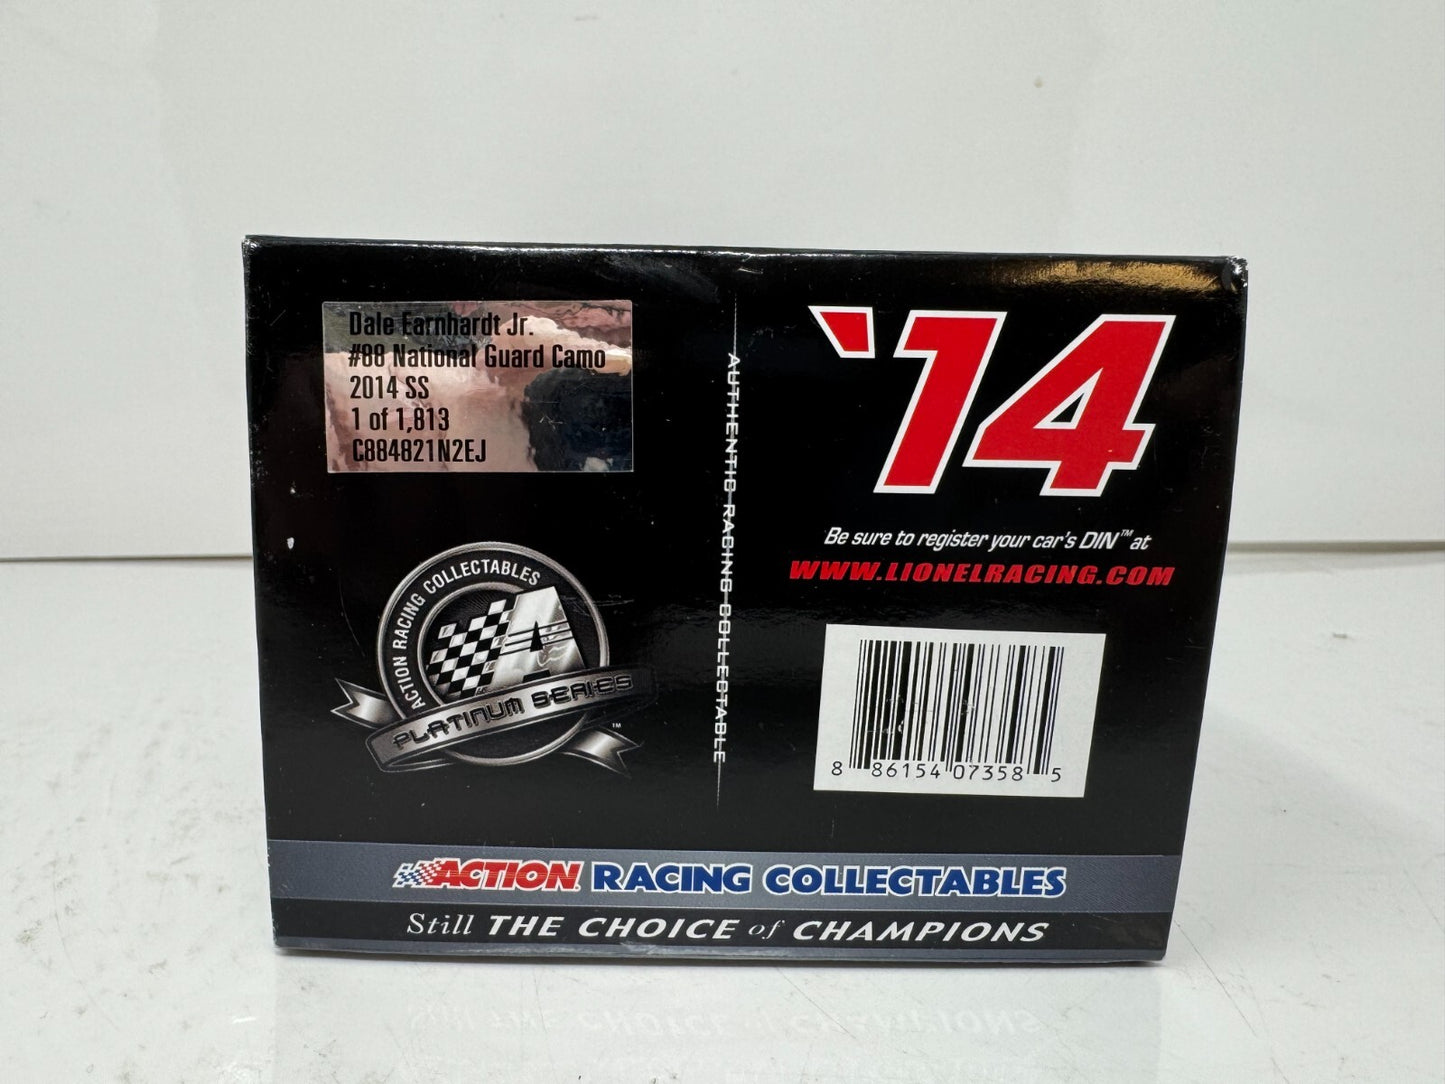 Dale Earnhardt Jr.
#88 National Guard Camo
2014 SS
1 of 1,813
C884821N2EJ
ACTION RACING COLLECTABLES
A
PLATINUM SERIES
™
AUTHENTIC RACING COLLECTABLE
'14
Be sure to register your car's DIN™ at
WWW.LIONELRACING.COM
8 86154 07358 5
ACTION RACING COLLECTABLES
Still THE CHOICE of CHAMPIONS